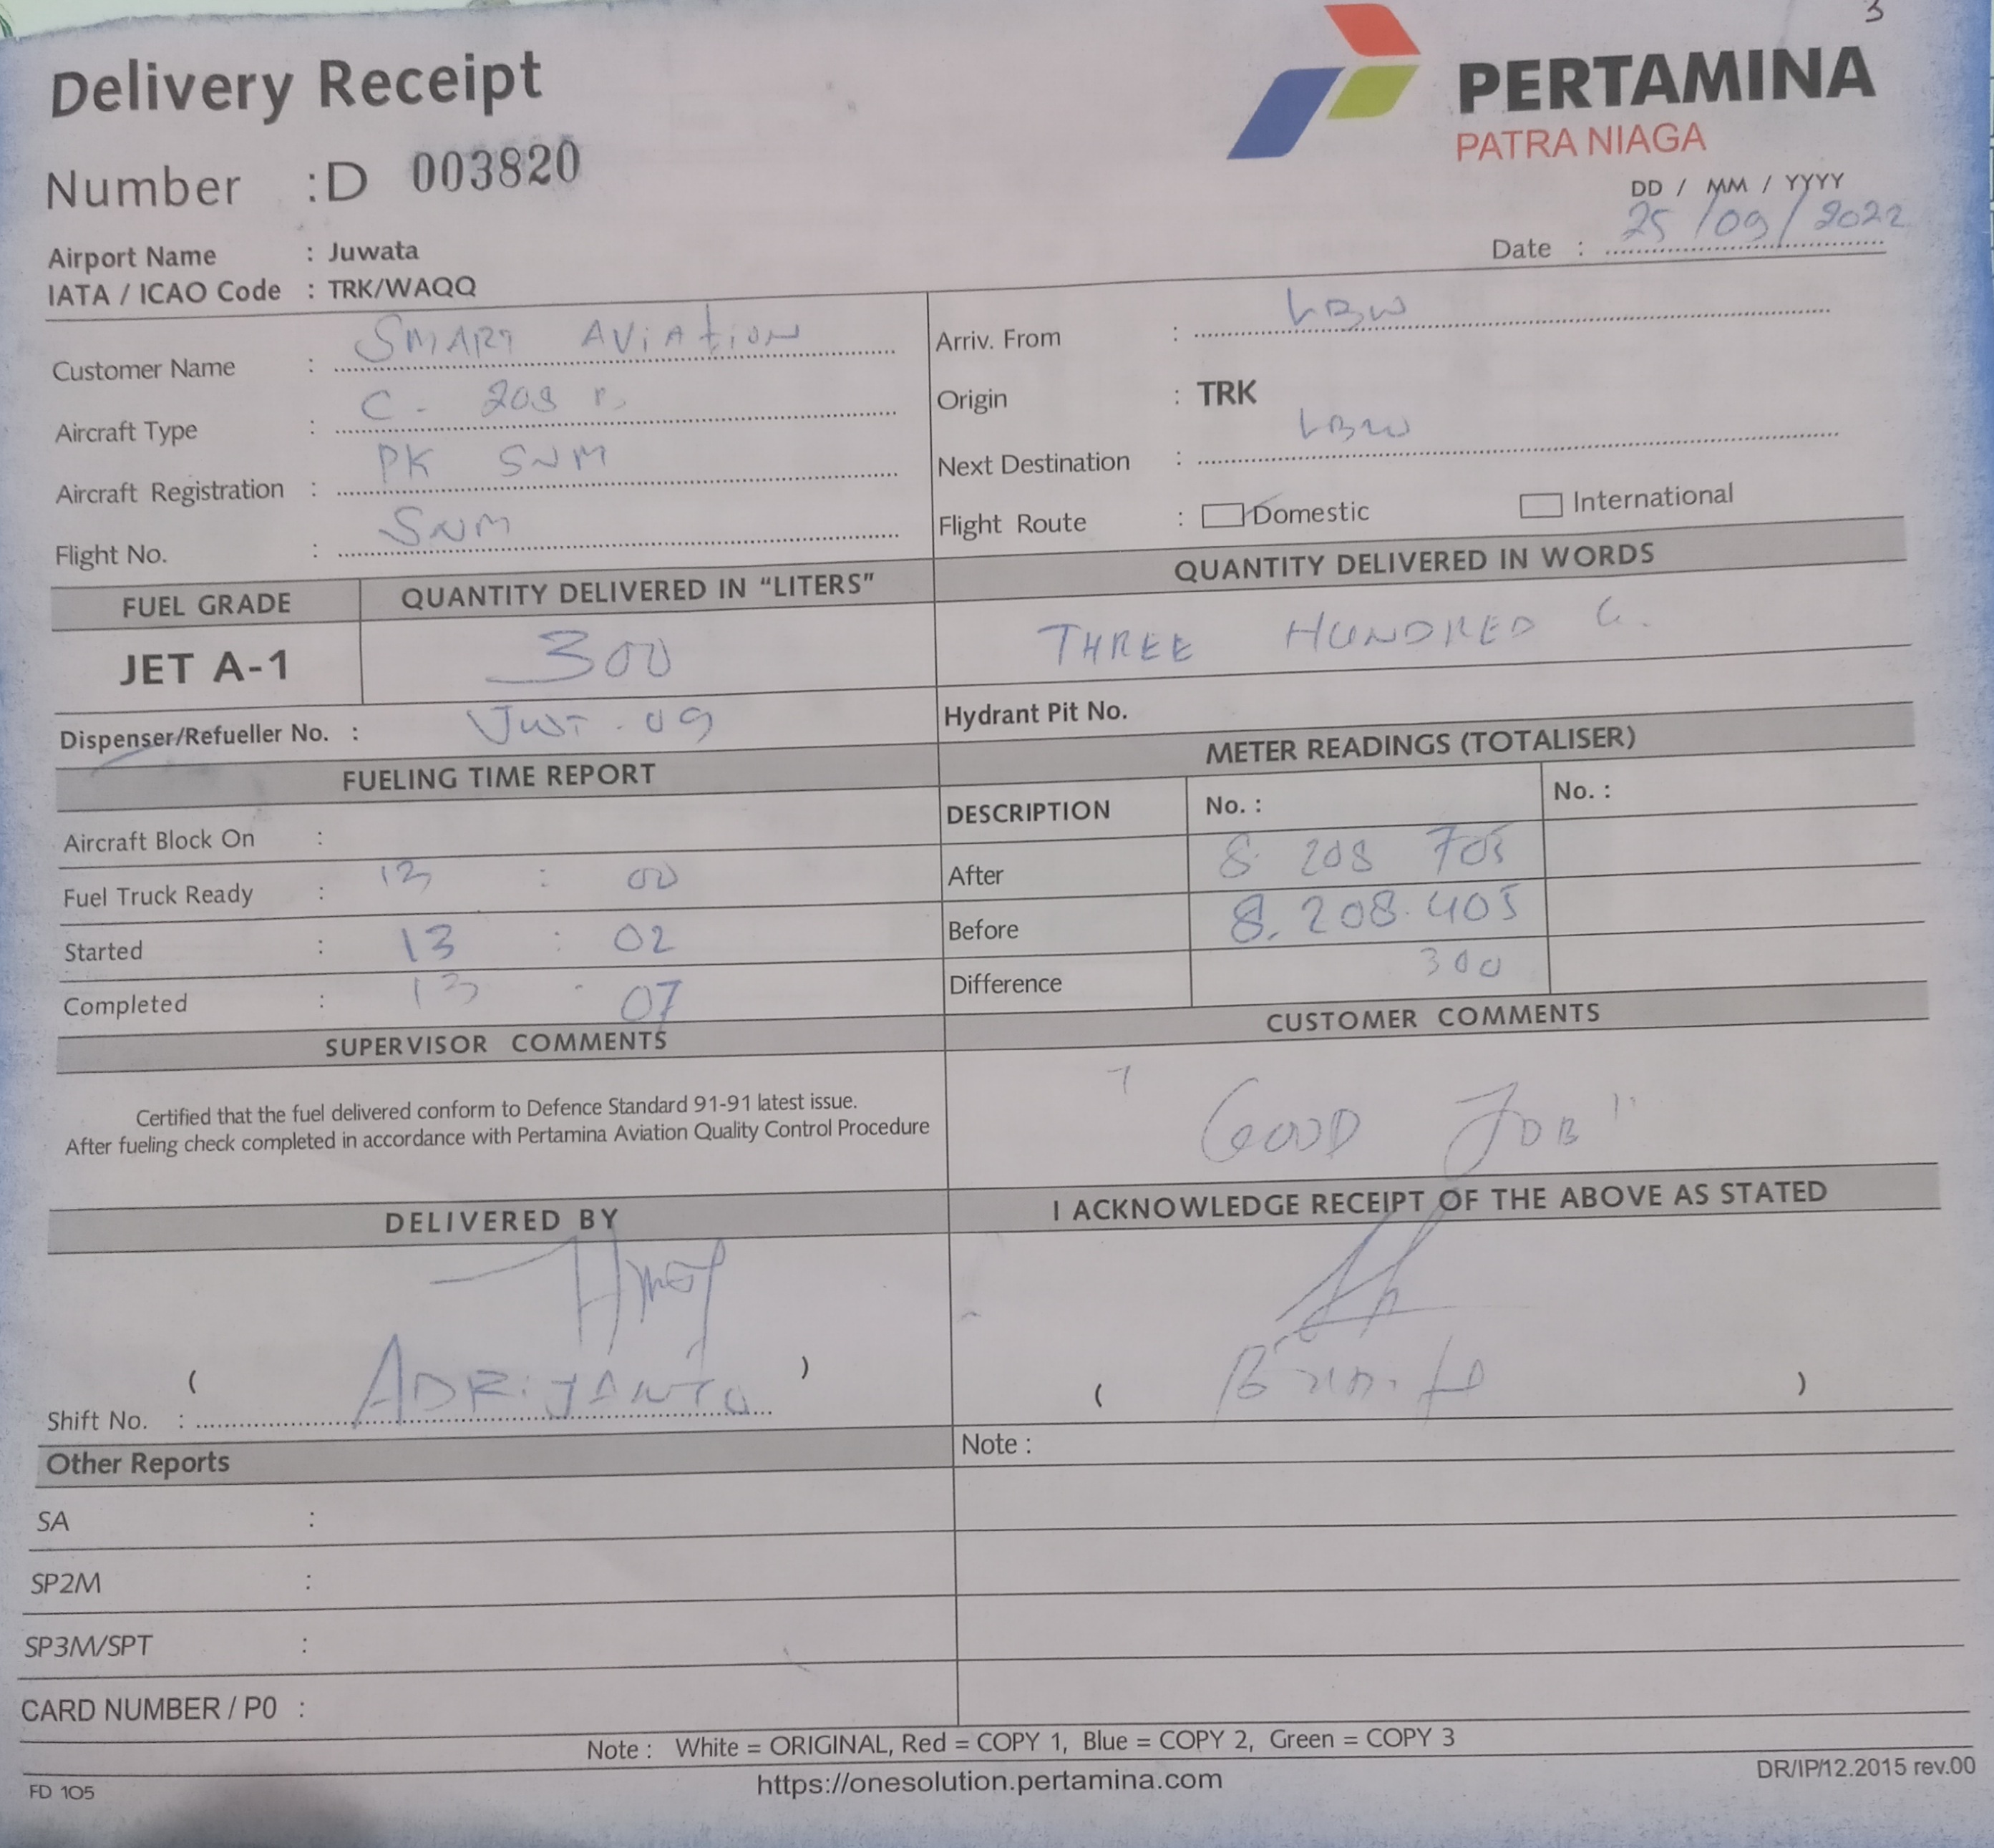 3
Delivery Receipt
PERTAMINA
PATRA NIAGA
Number : D 003820
DD / MM / YYYY
Date : 25/09/2022
Airport Name : Juwata
IATA / ICAO Code : TRK/WAQQ
Customer Name : SMART AViAtiON
Arriv. From : LBW
Aircraft Type : C - 208 B
Origin : TRK
Aircraft Registration : PK SNM
Next Destination : LBW
Flight No. : SNM
Flight Route : Domestic International
FUEL GRADE QUANTITY DELIVERED IN “LITERS” QUANTITY DELIVERED IN WORDS
JET A-1 300 THREE HUNDRED
Dispenser/Refueller No. : JUST - 09
Hydrant Pit No.
FUELING TIME REPORT METER READINGS (TOTALISER)
Aircraft Block On :
DESCRIPTION No. : No. :
Fuel Truck Ready : 13 : 00
After 8 208 705
Started : 13 : 02
Before 8.208.405
Completed : 13 - 07
Difference 300
SUPERVISOR COMMENTS CUSTOMER COMMENTS
Certified that the fuel delivered conform to Defence Standard 91-91 latest issue.
After fueling check completed in accordance with Pertamina Aviation Quality Control Procedure
" GOOD JOB "
DELIVERED BY I ACKNOWLEDGE RECEIPT OF THE ABOVE AS STATED
( ADRiYANTO )
( )
Shift No. :
Other Reports Note :
SA :
SP2M :
SP3M/SPT :
CARD NUMBER / P0 :
Note : White = ORIGINAL, Red = COPY 1, Blue = COPY 2, Green = COPY 3
https://onesolution.pertamina.com
FD 105
DR/IP/12.2015 rev.00